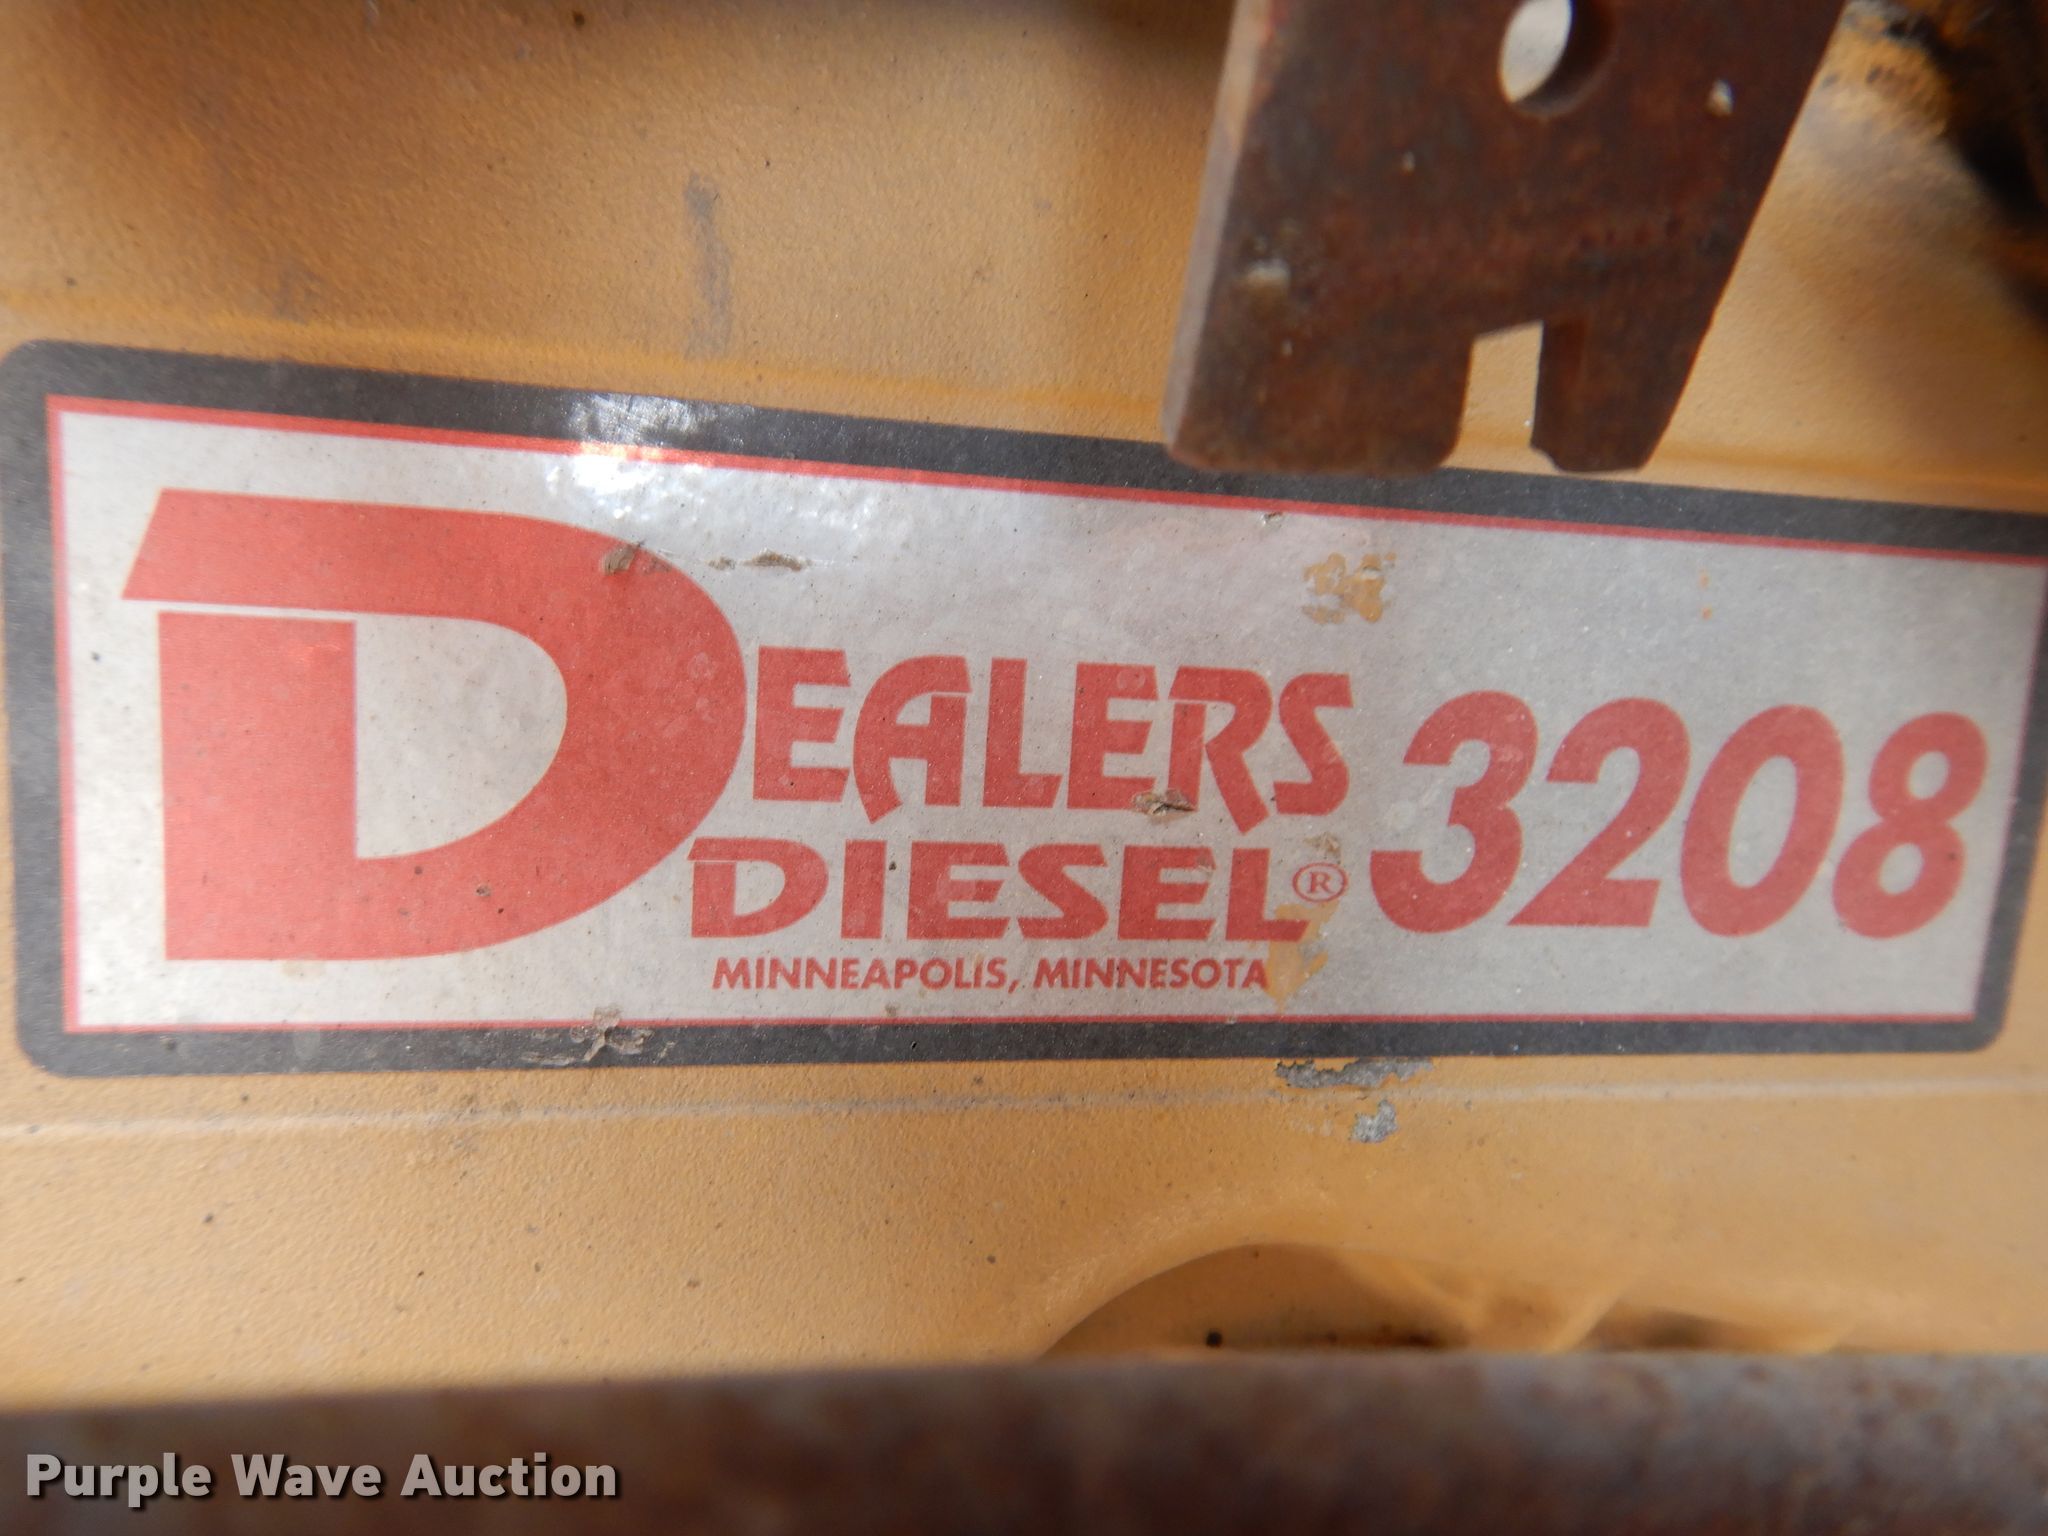 DEALERS
DIESEL® 3208
MINNEAPOLIS, MINNESOTA
Purple Wave Auction